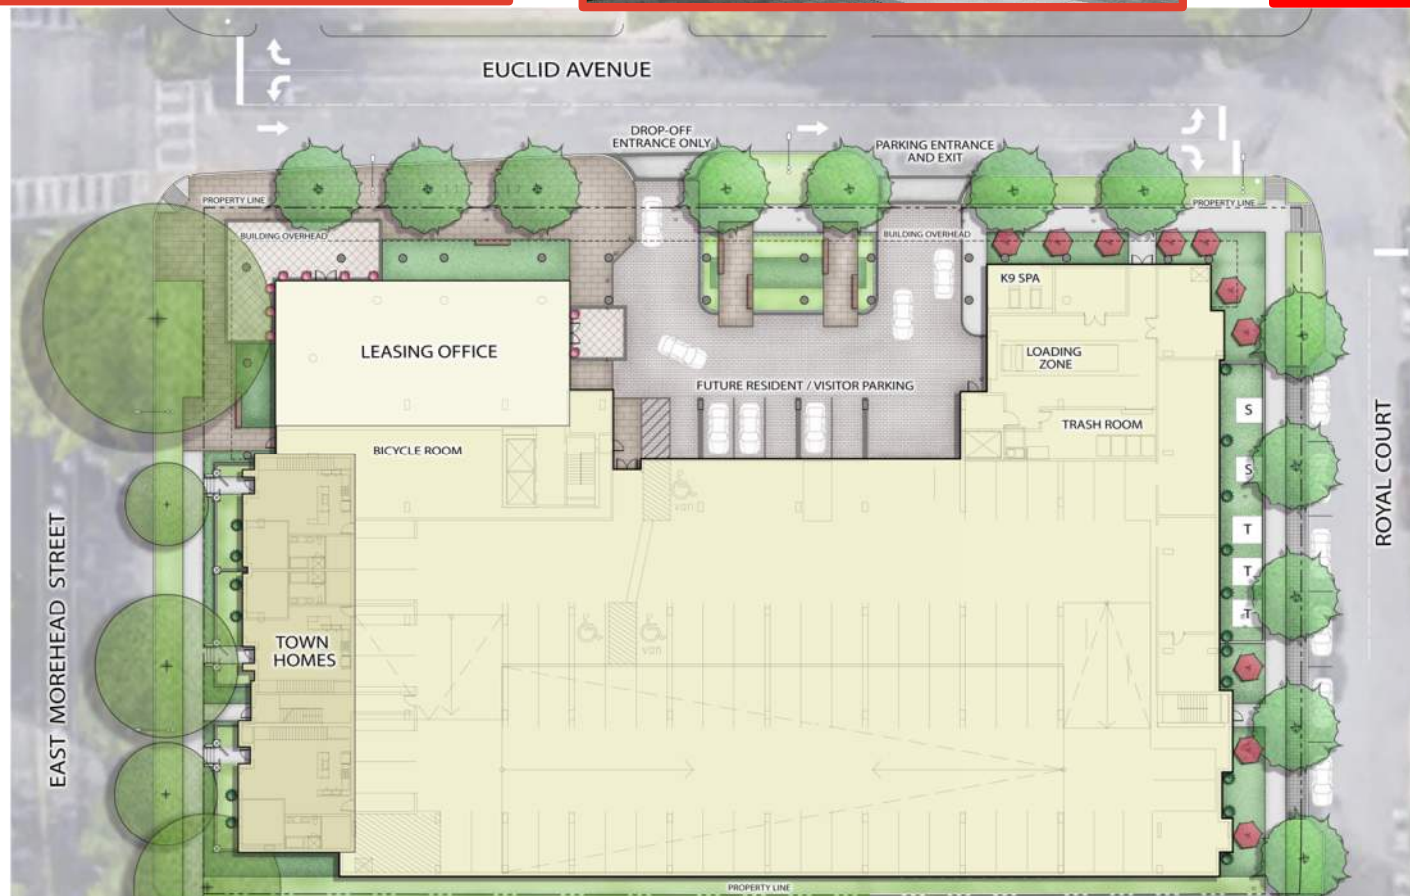 EUCLID AVENUE
DROP-OFF
ENTRANCE ONLY
PARKING ENTRANCE
AND EXIT
PROPERTY LINE
PROPERTY LINE
BUILDING OVERHEAD
BUILDING OVERHEAD
K9 SPA
LEASING OFFICE
LOADING
ZONE
FUTURE RESIDENT / VISITOR PARKING
S
TRASH ROOM
BICYCLE ROOM
S
van
ROYAL COURT
T
T
T
EAST MOREHEAD STREET
TOWN
HOMES
van
PROPERTY LINE